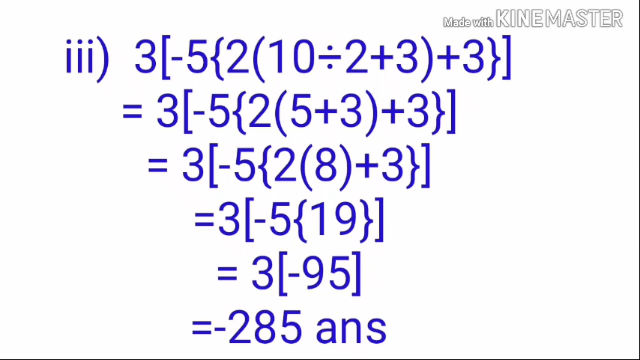 Made with KINEMASTER
iii) 3[-5{2(10÷2+3)+3}]
= 3[-5{2(5+3)+3}]
= 3[-5{2(8)+3}]
=3[-5{19}]
= 3[-95]
=-285 ans